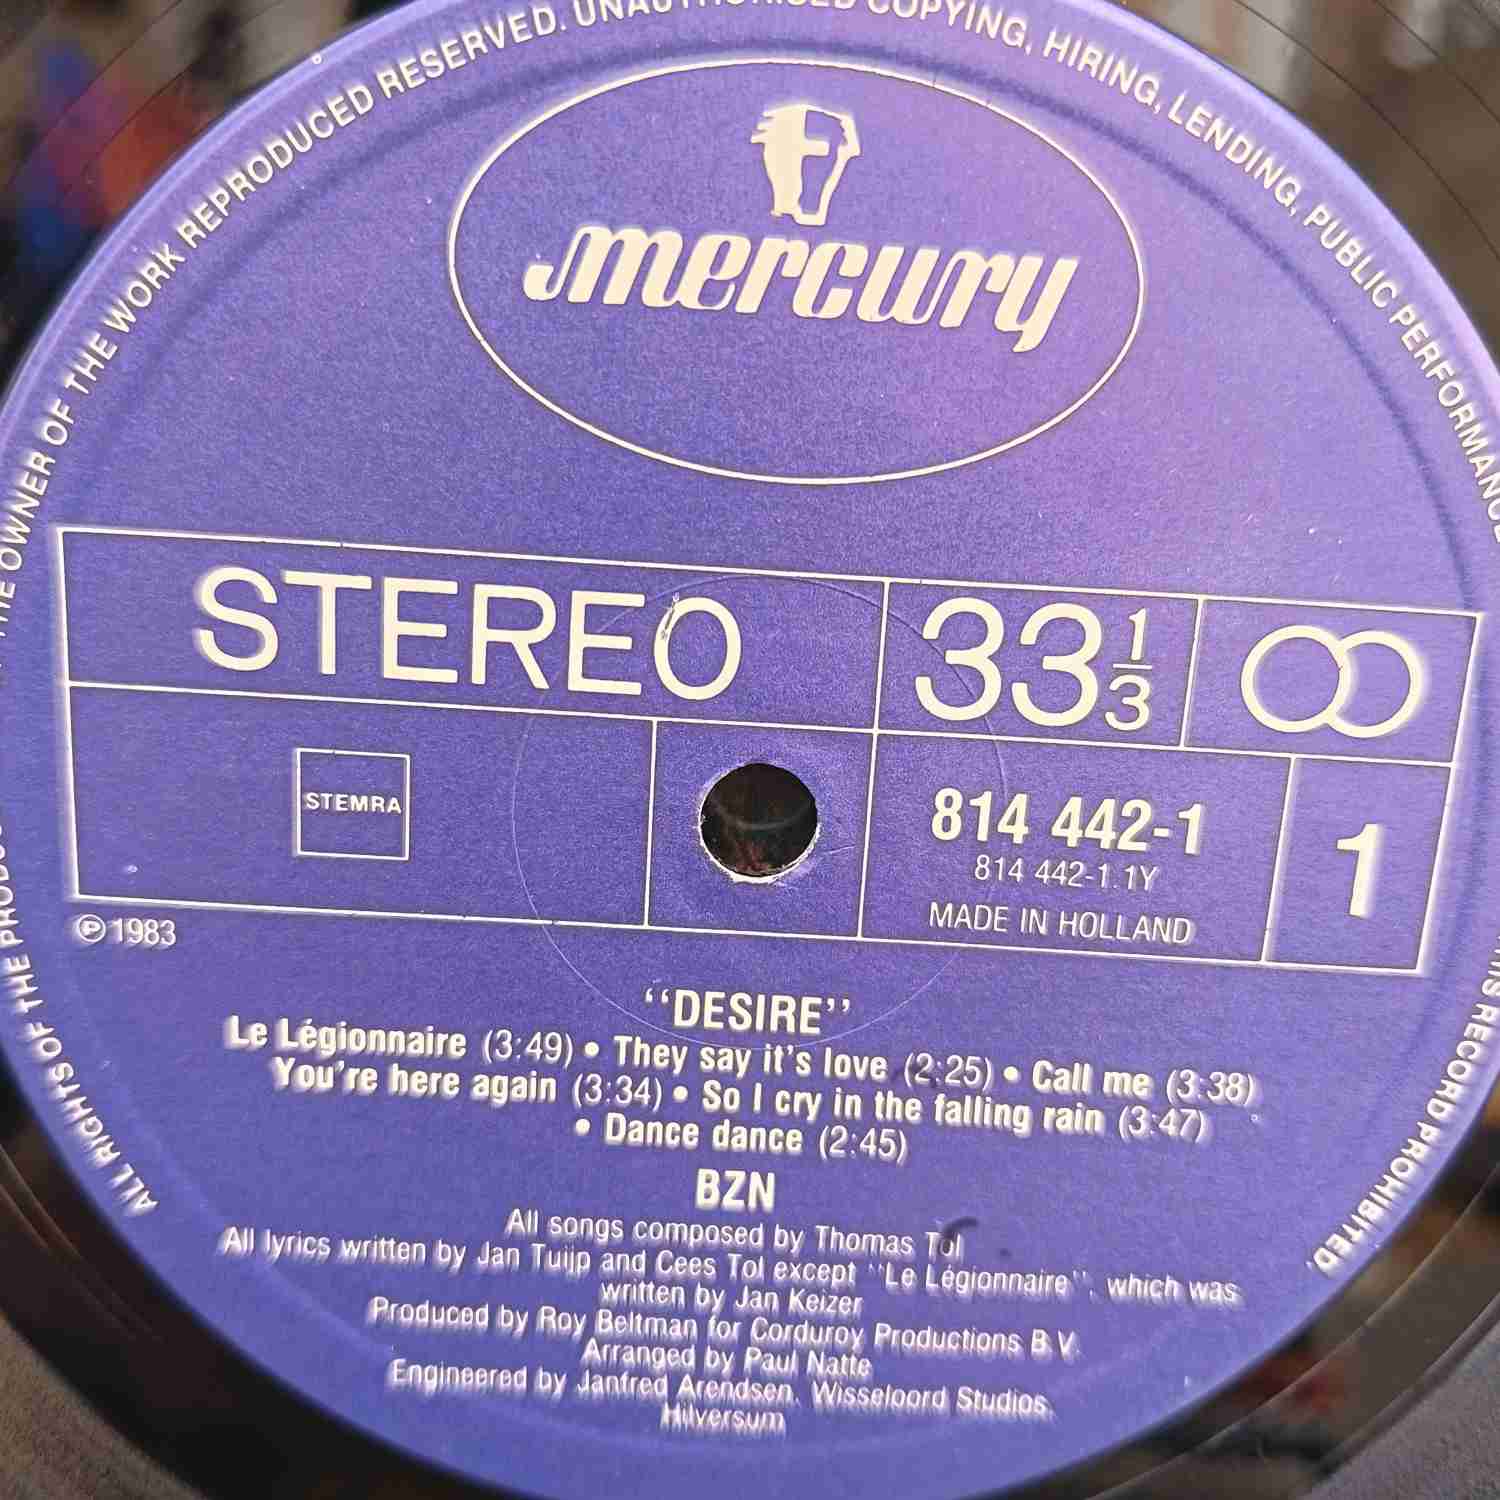 ALL RIGHTS OF THE PRODUC THE OWNER OF THE WORK REPRODUCED RESERVED. UNAUTHORISED COPYING, HIRING, LENDING, PUBLIC PERFORMANCE THIS RECORD PROHIBITED.
mercury
STEREO 33 1/3
STEMRA
814 442-1
814 442-1.1Y
MADE IN HOLLAND
1
Ⓟ 1983
“DESIRE”
Le Légionnaire (3:49) • They say it's love (2:25) • Call me (3:38)
You're here again (3:34) • So I cry in the falling rain (3:47)
• Dance dance (2:45)
BZN
All songs composed by Thomas Tol
All lyrics written by Jan Tuijp and Cees Tol except “Le Légionnaire”, which was
written by Jan Keizer
Produced by Roy Beltman for Corduroy Productions B.V.
Arranged by Paul Natte
Engineered by Janfred Arendsen, Wisseloord Studios,
Hilversum